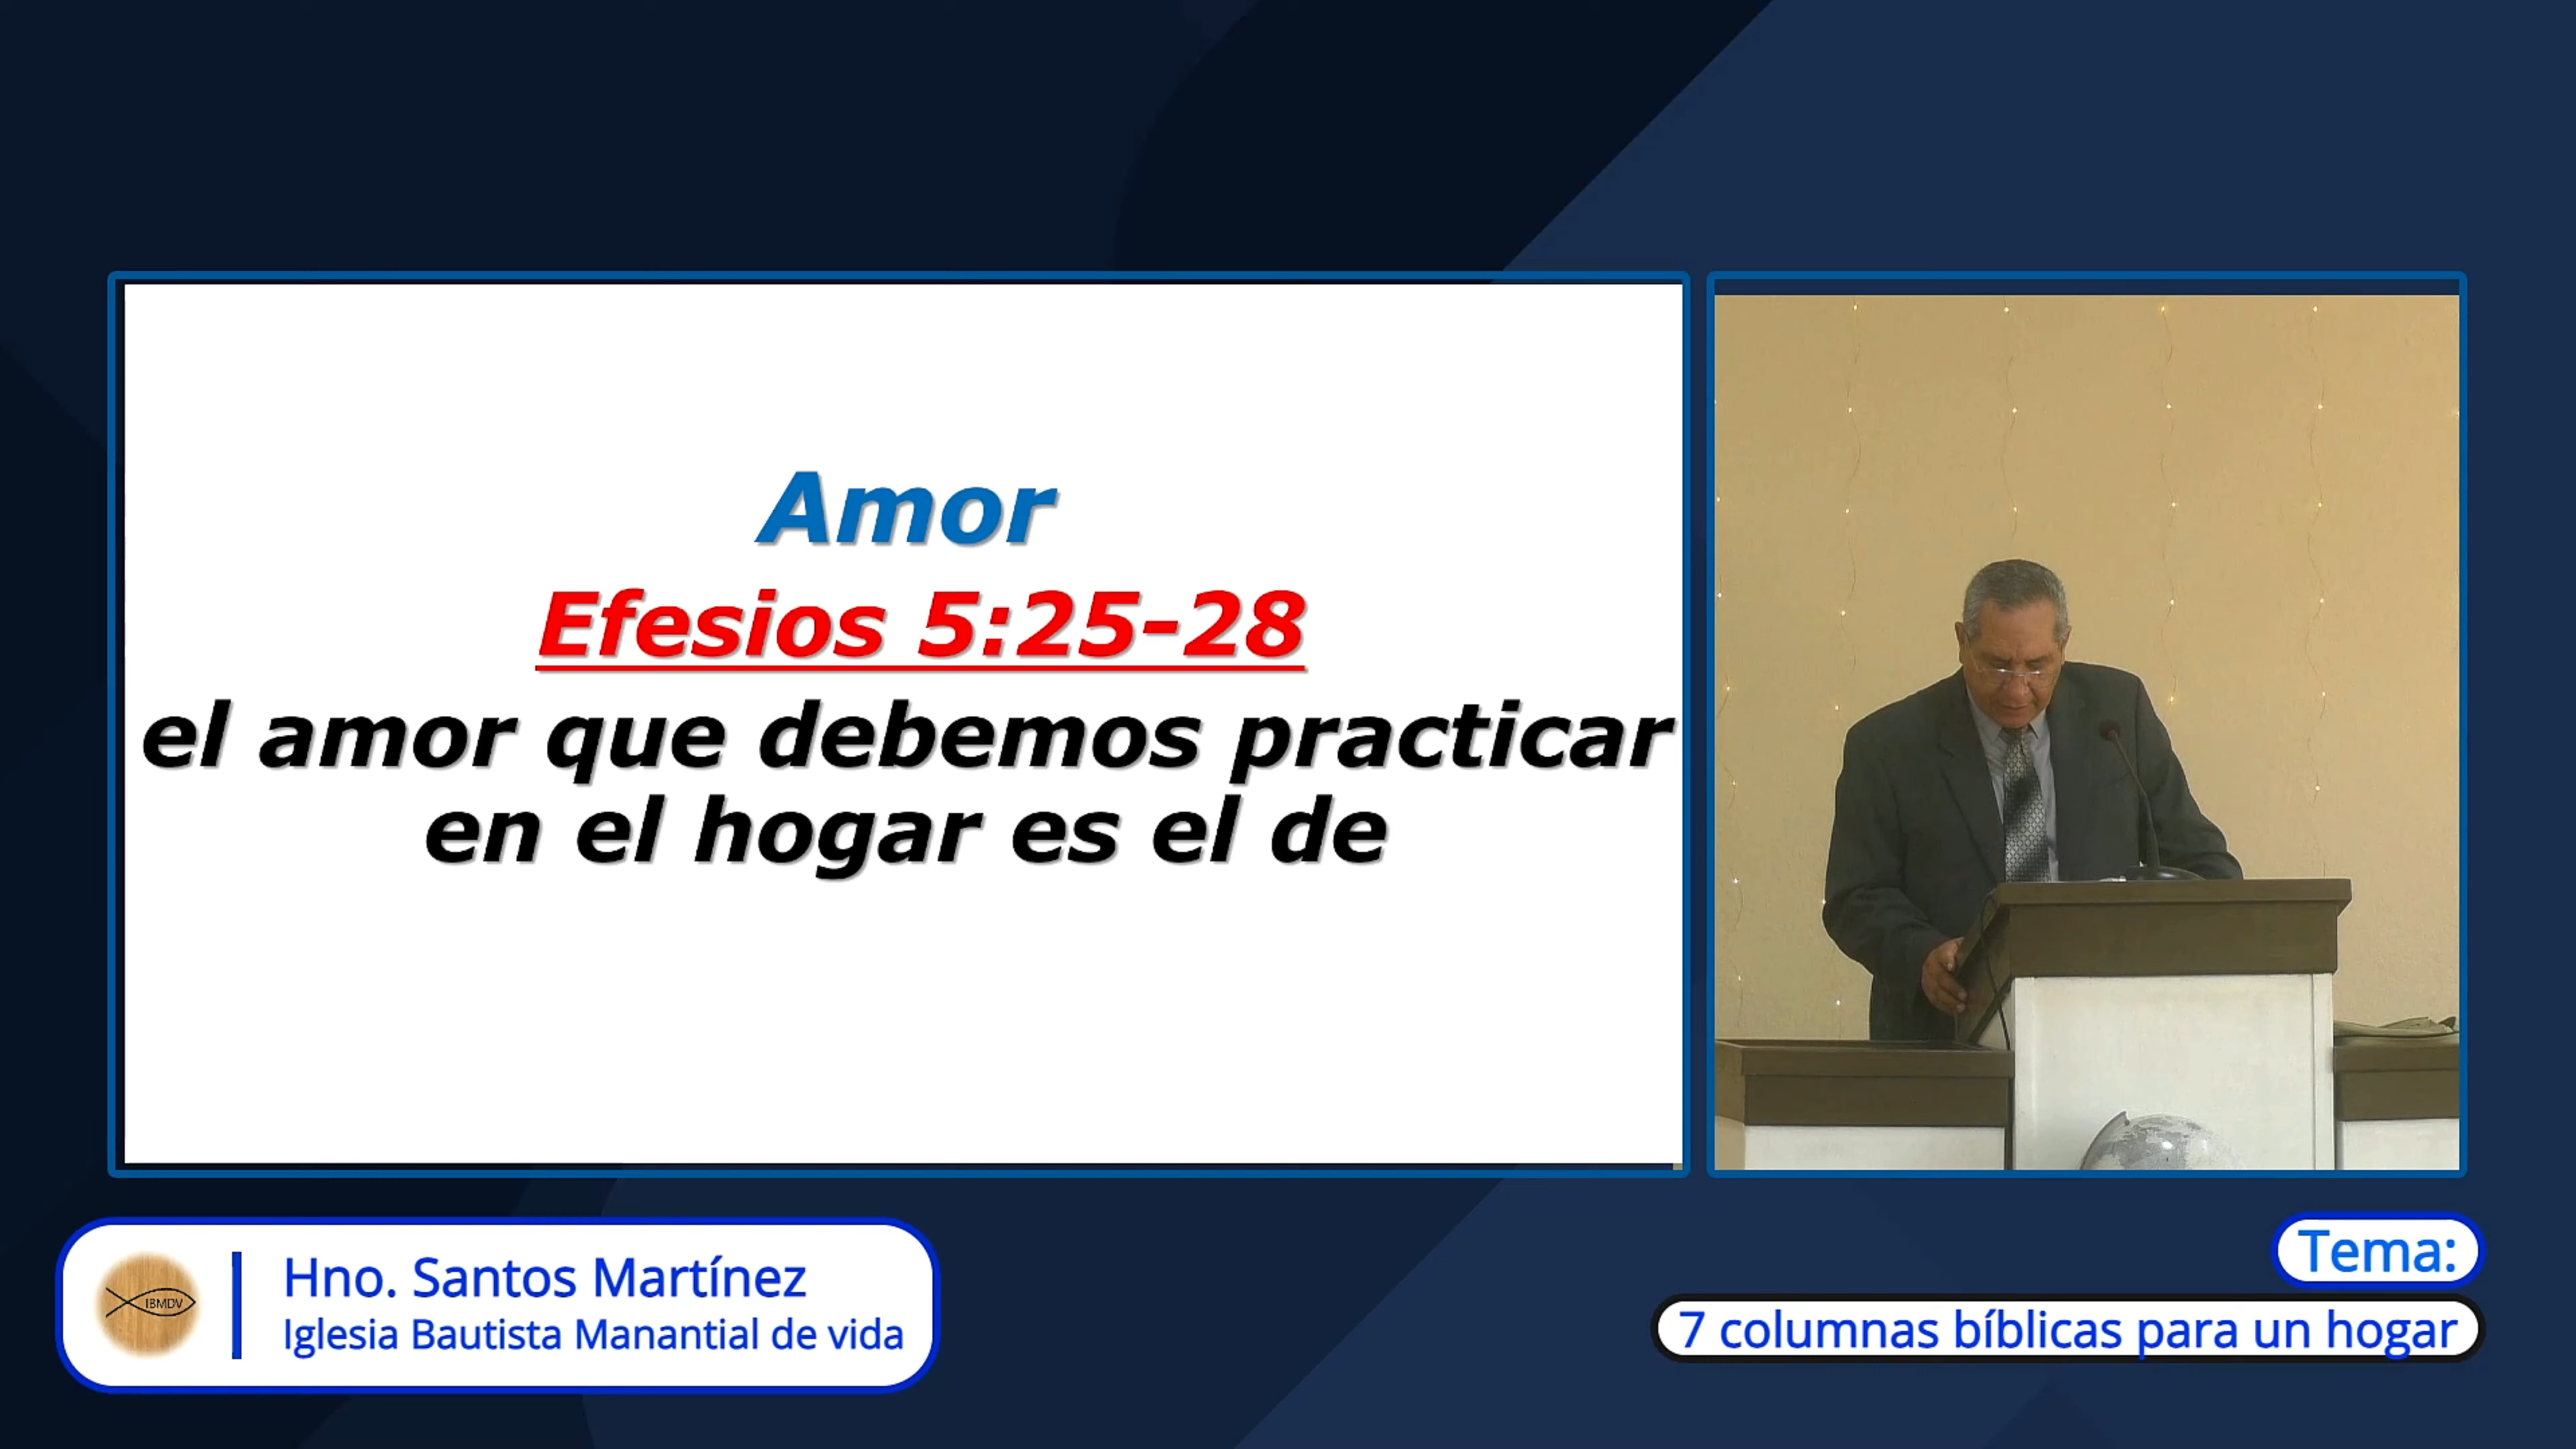 Amor
Efesios 5:25-28
el amor que debemos practicar
en el hogar es el de
IBMDV
Hno. Santos Martínez
Iglesia Bautista Manantial de vida
Tema:
7 columnas bíblicas para un hogar